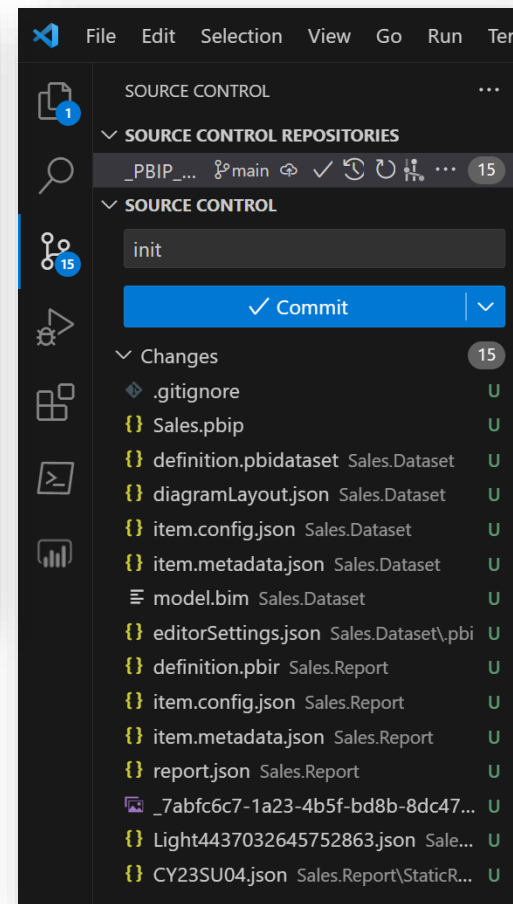 File Edit Selection View Go Run Ter
SOURCE CONTROL
SOURCE CONTROL REPOSITORIES
_PBIP_... main 15
SOURCE CONTROL
init
Commit
Changes 15
.gitignore U
Sales.pbip U
definition.pbidataset Sales.Dataset U
diagramLayout.json Sales.Dataset U
item.config.json Sales.Dataset U
item.metadata.json Sales.Dataset U
model.bim Sales.Dataset U
editorSettings.json Sales.Dataset\.pbi U
definition.pbir Sales.Report U
item.config.json Sales.Report U
item.metadata.json Sales.Report U
report.json Sales.Report U
_7abfc6c7-1a23-4b5f-bd8b-8dc47... U
Light4437032645752863.json Sale... U
CY23SU04.json Sales.Report\StaticR... U
1
15